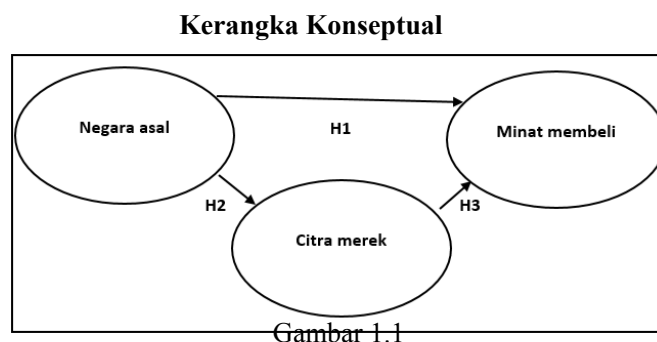 Kerangka Konseptual
Negara asal
H1
Minat membeli
H2
H3
Citra merek
Gambar 1.1